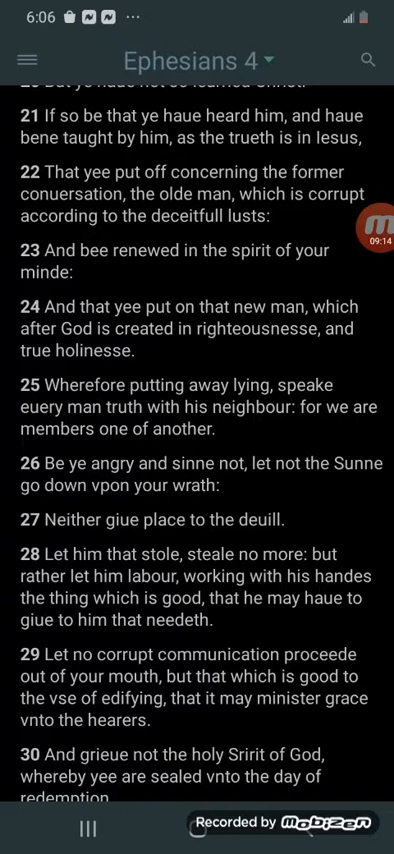 6:06
Ephesians 4
21 If so be that ye haue heard him, and haue
bene taught by him, as the trueth is in Iesus,
22 That yee put off concerning the former
conuersation, the olde man, which is corrupt
according to the deceitfull lusts:
09:14
23 And bee renewed in the spirit of your
minde:
24 And that yee put on that new man, which
after God is created in righteousnesse, and
true holinesse.
25 Wherefore putting away lying, speake
euery man truth with his neighbour: for we are
members one of another.
26 Be ye angry and sinne not, let not the Sunne
go down vpon your wrath:
27 Neither giue place to the deuill.
28 Let him that stole, steale no more: but
rather let him labour, working with his handes
the thing which is good, that he may haue to
giue to him that needeth.
29 Let no corrupt communication proceede
out of your mouth, but that which is good to
the vse of edifying, that it may minister grace
vnto the hearers.
30 And grieue not the holy Sririt of God,
whereby yee are sealed vnto the day of
redemption
Recorded by mobizen